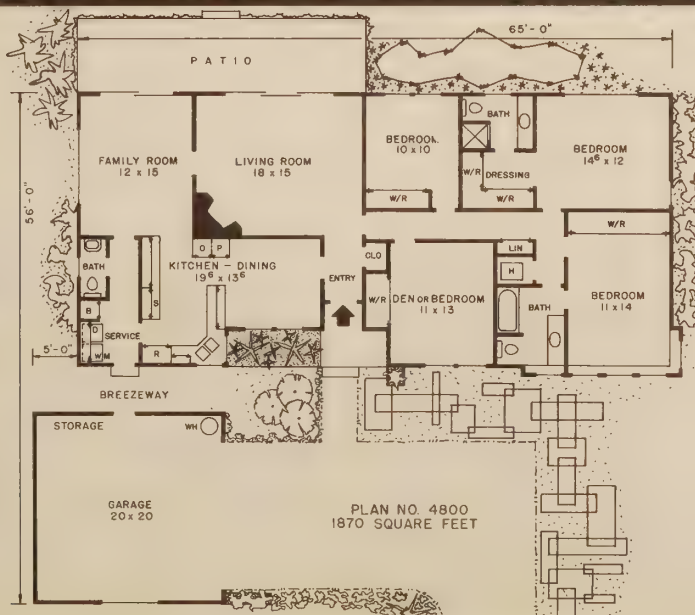 65'-0"
PATIO
56'-0"
FAMILY ROOM
12 x 15
LIVING ROOM
18 x 15
BEDROOM
10 x 10
W/R
BATH
W/R
DRESSING
W/R
BEDROOM
14⁶ x 12
W/R
BATH
O P
KITCHEN - DINING
19⁶ x 13⁶
S
ENTRY
CLO
W/R
DEN OR BEDROOM
11 x 13
LIN
H
BATH
BEDROOM
11 x 14
B
D
SERVICE
WM
R
5'-0"
BREEZEWAY
STORAGE
WH
GARAGE
20 x 20
PLAN NO. 4800
1870 SQUARE FEET